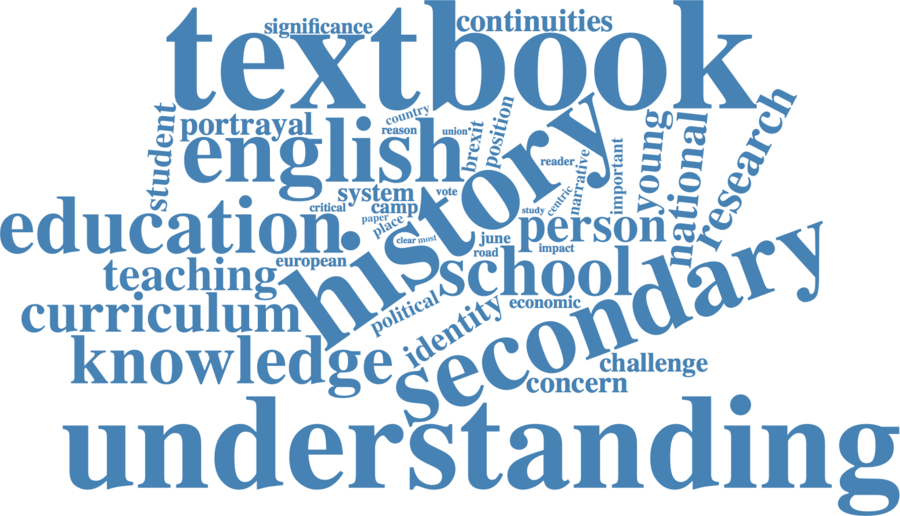 significance
continuities
textbook
student
portrayal
country
reason
union
brexit
position
english
reader
narrative
important
young
national
research
system
vote
critical
camp
paper
place
study
centric
education
history
person
clear
most
june
road
impact
european
teaching
school
curriculum
political
identity
economic
secondary
knowledge
challenge
concern
understanding